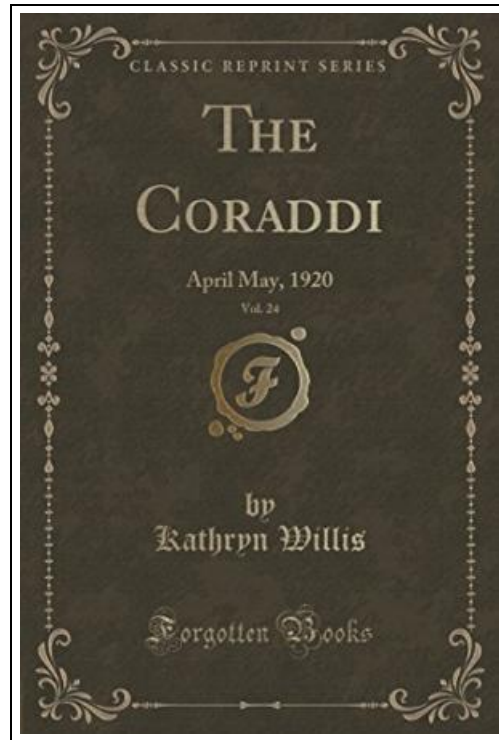 CLASSIC REPRINT SERIES
THE
CORADDI
April May, 1920
Vol. 24
F
by
Kathryn Willis
Forgotten Books